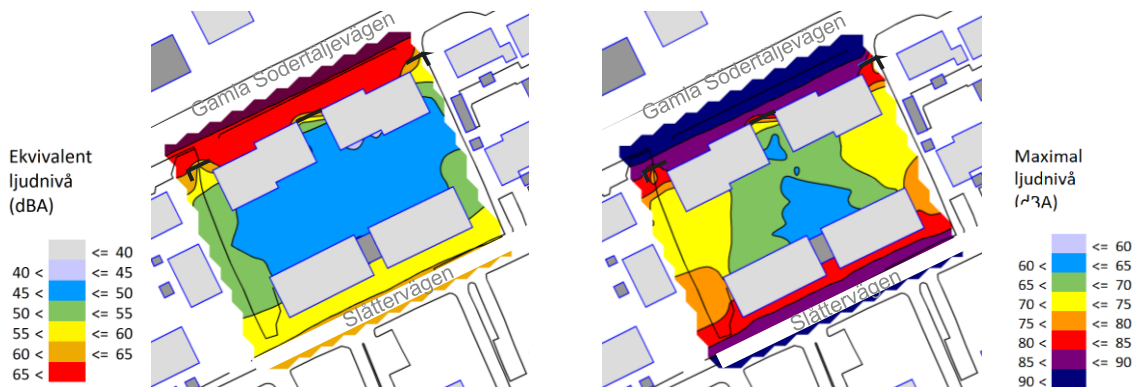 Gamla Södertäljevägen
Slåttervägen
Ekvivalent
ljudnivå
(dBA)
<= 40
40 < <= 45
45 < <= 50
50 < <= 55
55 < <= 60
60 < <= 65
65 <
Gamla Södertäljevägen
Slåttervägen
Maximal
ljudnivå
(dBA)
<= 60
60 < <= 65
65 < <= 70
70 < <= 75
75 < <= 80
80 < <= 85
85 < <= 90
90 <